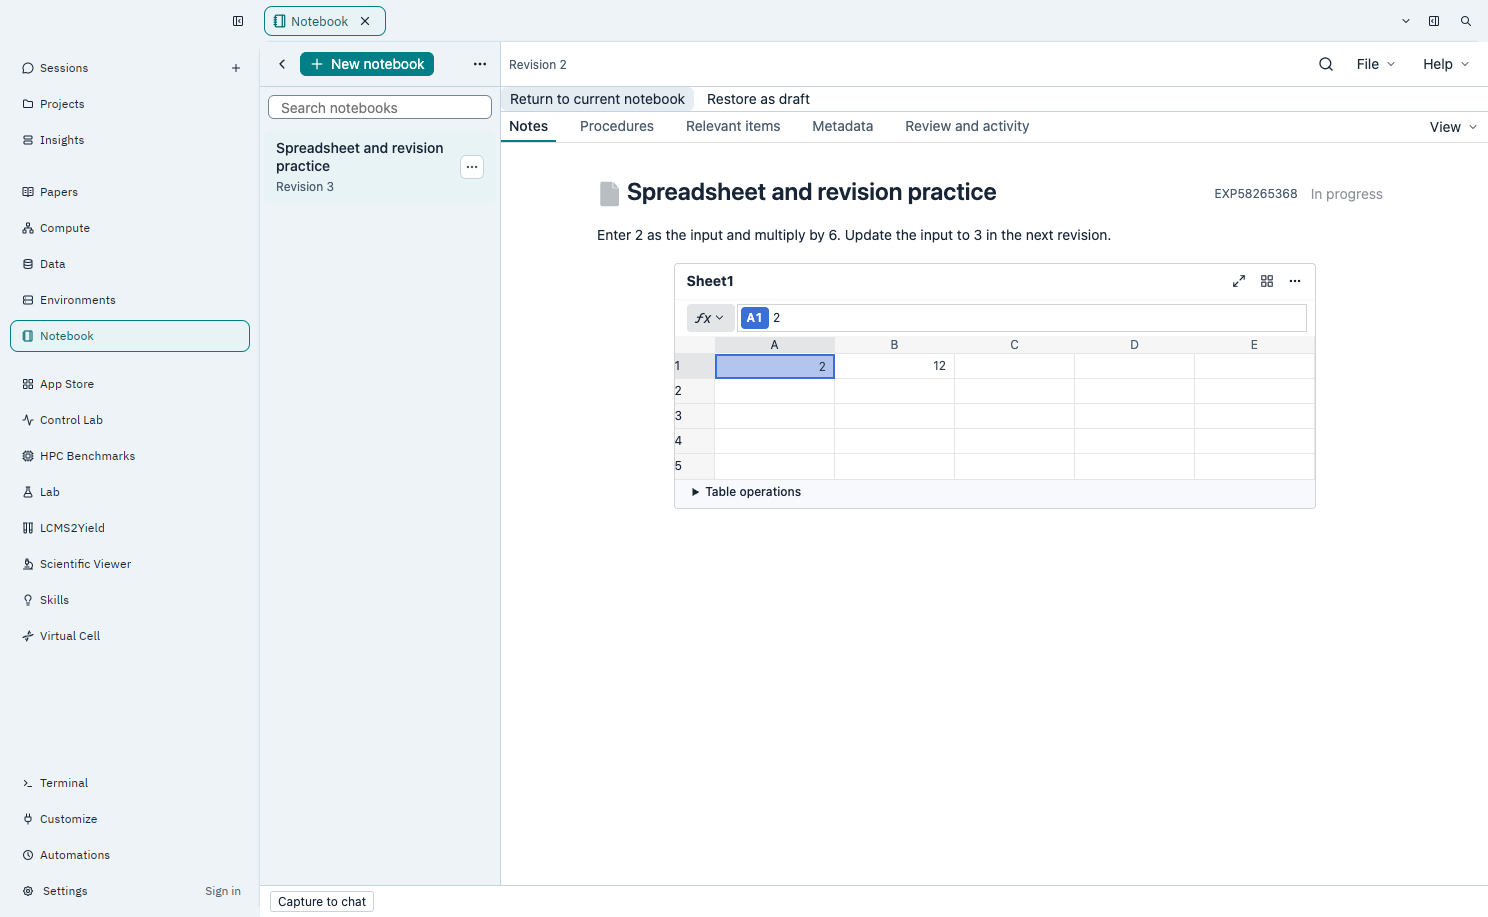 Notebook
Sessions
Projects
Insights
Papers
Compute
Data
Environments
Notebook
App Store
Control Lab
HPC Benchmarks
Lab
LCMS2Yield
Scientific Viewer
Skills
Virtual Cell
Terminal
Customize
Automations
Settings Sign in
New notebook
Search notebooks
Spreadsheet and revision
practice
Revision 3
Revision 2
File Help
Return to current notebook Restore as draft
Notes Procedures Relevant items Metadata Review and activity View
Spreadsheet and revision practice EXP58265368 In progress
Enter 2 as the input and multiply by 6. Update the input to 3 in the next revision.
Sheet1
fx A1 2
A B C D E
1 2 12
2
3
4
5
Table operations
Capture to chat